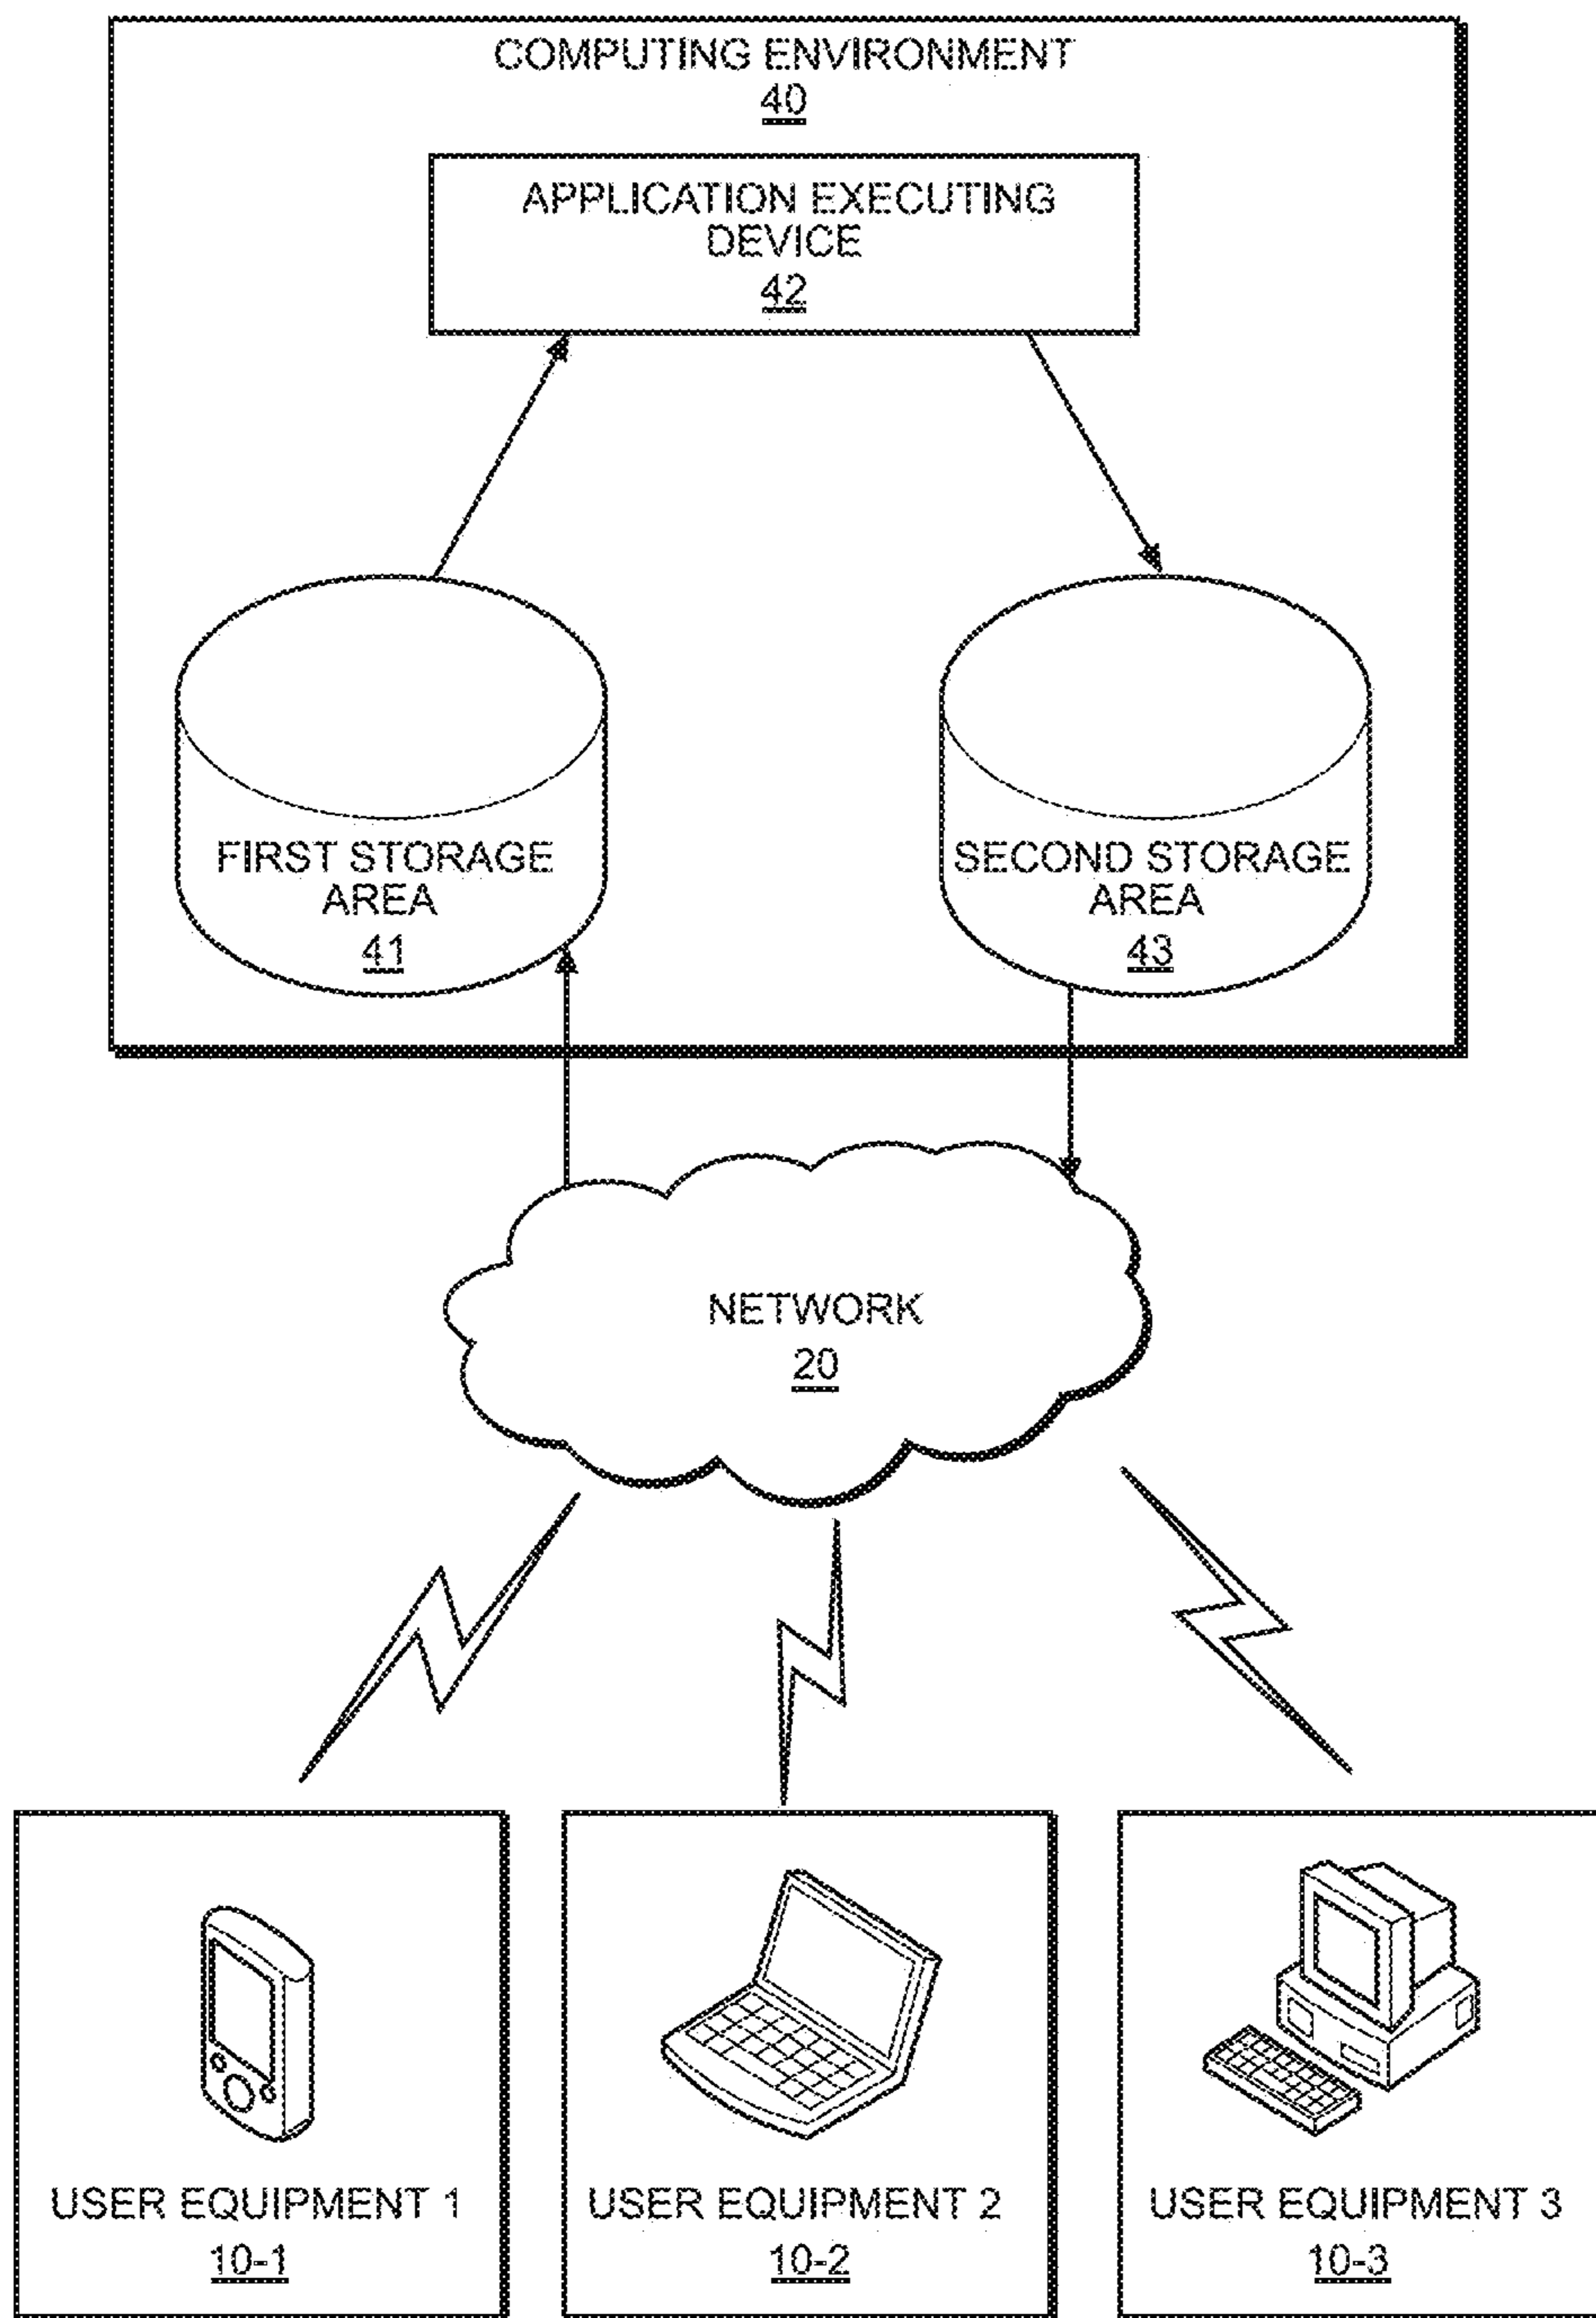 COMPUTING ENVIRONMENT
40
APPLICATION EXECUTING
DEVICE
42
FIRST STORAGE
AREA
41
SECOND STORAGE
AREA
43
NETWORK
20
USER EQUIPMENT 1
10-1
USER EQUIPMENT 2
10-2
USER EQUIPMENT 3
10-3